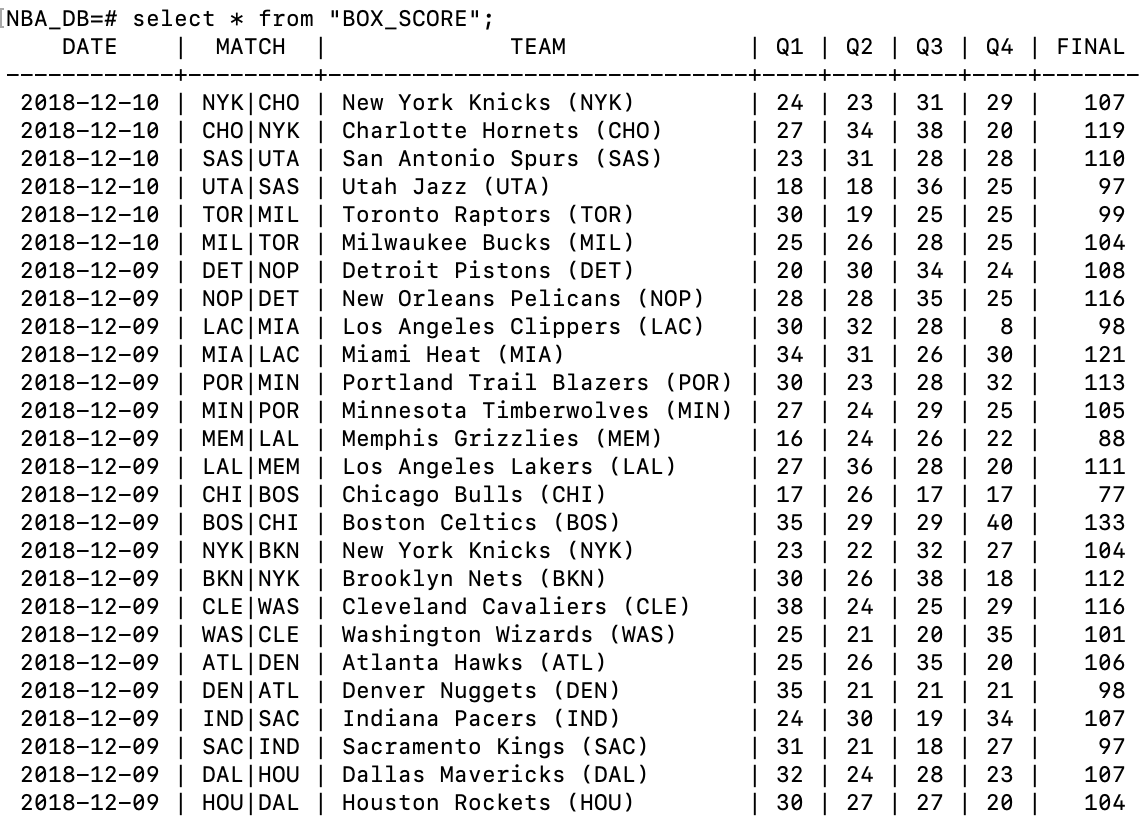 [NBA_DB=# select * from "BOX_SCORE";
    DATE    |  MATCH  |             TEAM             | Q1 | Q2 | Q3 | Q4 | FINAL
------------+---------+------------------------------+----+----+----+----+-------
 2018-12-10 | NYK|CHO | New York Knicks (NYK)        | 24 | 23 | 31 | 29 |   107
 2018-12-10 | CHO|NYK | Charlotte Hornets (CHO)      | 27 | 34 | 38 | 20 |   119
 2018-12-10 | SAS|UTA | San Antonio Spurs (SAS)      | 23 | 31 | 28 | 28 |   110
 2018-12-10 | UTA|SAS | Utah Jazz (UTA)              | 18 | 18 | 36 | 25 |    97
 2018-12-10 | TOR|MIL | Toronto Raptors (TOR)        | 30 | 19 | 25 | 25 |    99
 2018-12-10 | MIL|TOR | Milwaukee Bucks (MIL)        | 25 | 26 | 28 | 25 |   104
 2018-12-09 | DET|NOP | Detroit Pistons (DET)        | 20 | 30 | 34 | 24 |   108
 2018-12-09 | NOP|DET | New Orleans Pelicans (NOP)   | 28 | 28 | 35 | 25 |   116
 2018-12-09 | LAC|MIA | Los Angeles Clippers (LAC)   | 30 | 32 | 28 |  8 |    98
 2018-12-09 | MIA|LAC | Miami Heat (MIA)             | 34 | 31 | 26 | 30 |   121
 2018-12-09 | POR|MIN | Portland Trail Blazers (POR) | 30 | 23 | 28 | 32 |   113
 2018-12-09 | MIN|POR | Minnesota Timberwolves (MIN) | 27 | 24 | 29 | 25 |   105
 2018-12-09 | MEM|LAL | Memphis Grizzlies (MEM)      | 16 | 24 | 26 | 22 |    88
 2018-12-09 | LAL|MEM | Los Angeles Lakers (LAL)     | 27 | 36 | 28 | 20 |   111
 2018-12-09 | CHI|BOS | Chicago Bulls (CHI)          | 17 | 26 | 17 | 17 |    77
 2018-12-09 | BOS|CHI | Boston Celtics (BOS)         | 35 | 29 | 29 | 40 |   133
 2018-12-09 | NYK|BKN | New York Knicks (NYK)        | 23 | 22 | 32 | 27 |   104
 2018-12-09 | BKN|NYK | Brooklyn Nets (BKN)          | 30 | 26 | 38 | 18 |   112
 2018-12-09 | CLE|WAS | Cleveland Cavaliers (CLE)    | 38 | 24 | 25 | 29 |   116
 2018-12-09 | WAS|CLE | Washington Wizards (WAS)     | 25 | 21 | 20 | 35 |   101
 2018-12-09 | ATL|DEN | Atlanta Hawks (ATL)          | 25 | 26 | 35 | 20 |   106
 2018-12-09 | DEN|ATL | Denver Nuggets (DEN)         | 35 | 21 | 21 | 21 |    98
 2018-12-09 | IND|SAC | Indiana Pacers (IND)         | 24 | 30 | 19 | 34 |   107
 2018-12-09 | SAC|IND | Sacramento Kings (SAC)       | 31 | 21 | 18 | 27 |    97
 2018-12-09 | DAL|HOU | Dallas Mavericks (DAL)       | 32 | 24 | 28 | 23 |   107
 2018-12-09 | HOU|DAL | Houston Rockets (HOU)        | 30 | 27 | 27 | 20 |   104